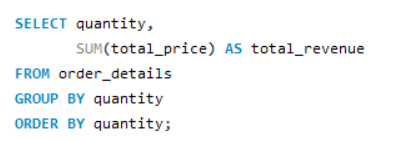 SELECT quantity,
       SUM(total_price) AS total_revenue
FROM order_details
GROUP BY quantity
ORDER BY quantity;